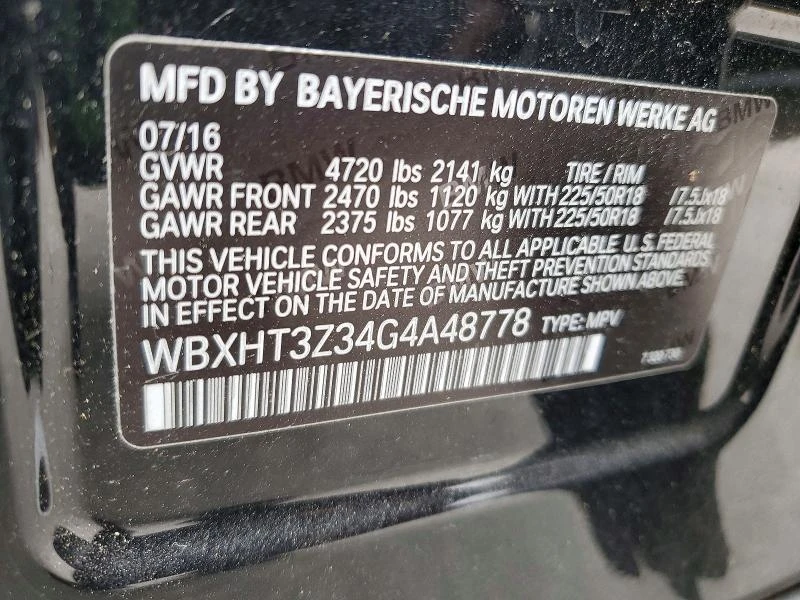 MFD BY BAYERISCHE MOTOREN WERKE AG
07/16
GVWR 4720 lbs 2141 kg TIRE / RIM
GAWR FRONT 2470 lbs 1120 kg WITH 225/50R18 /7.5Jx18
GAWR REAR 2375 lbs 1077 kg WITH 225/50R18 /7.5Jx18
THIS VEHICLE CONFORMS TO ALL APPLICABLE U.S. FEDERAL
MOTOR VEHICLE SAFETY AND THEFT PREVENTION STANDARDS
IN EFFECT ON THE DATE OF MANUFACTURE SHOWN ABOVE.
WBXHT3Z34G4A48778 TYPE: MPV